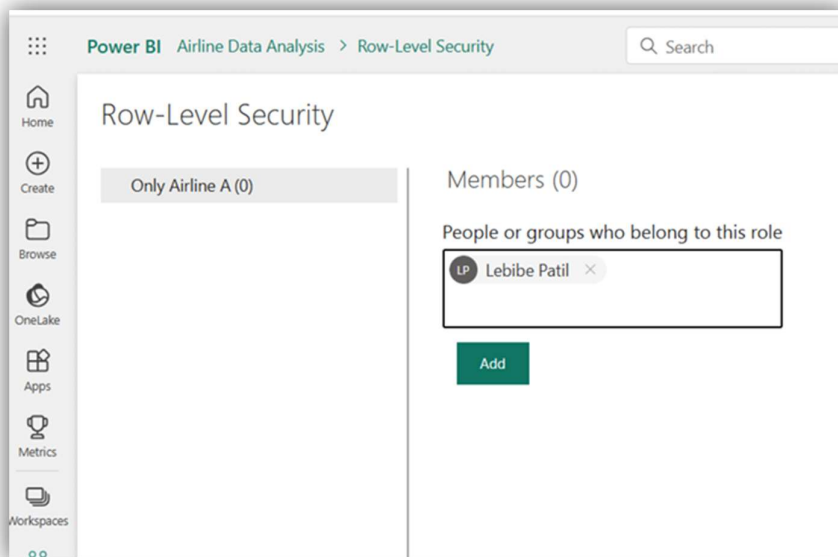 Power BI Airline Data Analysis > Row-Level Security
Search
Home
Create
Browse
OneLake
Apps
Metrics
Workspaces
Row-Level Security
Only Airline A (0)
Members (0)
People or groups who belong to this role
LP Lebibe Patil ×
Add